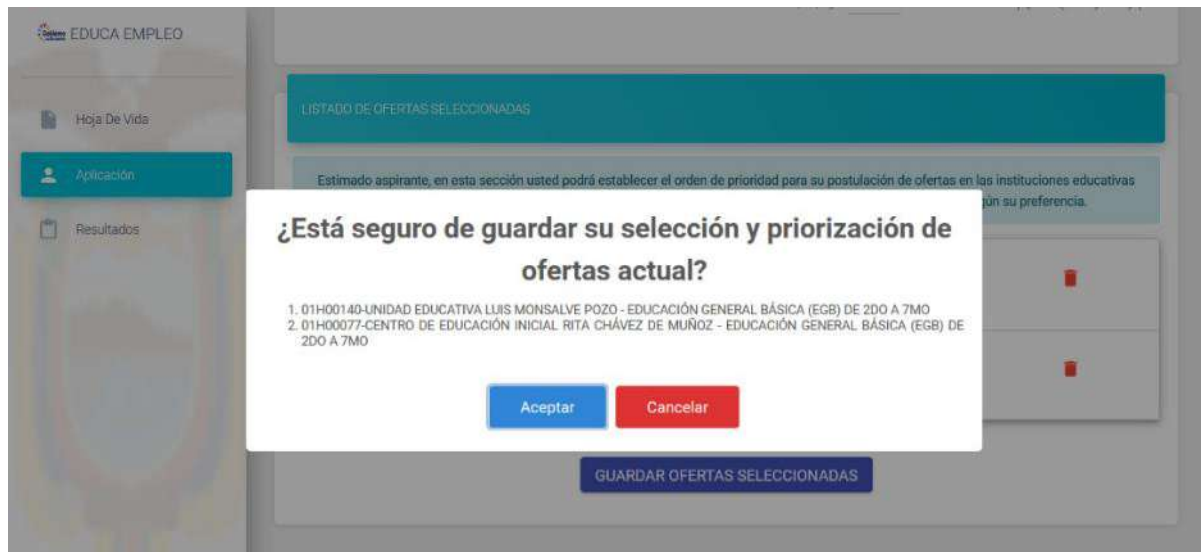 EDUCA EMPLEO
Hoja De Vida
Aplicación
Resultados
LISTADO DE OFERTAS SELECCIONADAS
Estimado aspirante, en esta sección usted podrá establecer el orden de prioridad para su postulación de ofertas en las instituciones educativas
su preferencia.
¿Está seguro de guardar su selección y priorización de
ofertas actual?
1. 01H00140-UNIDAD EDUCATIVA LUIS MONSALVE POZO - EDUCACIÓN GENERAL BÁSICA (EGB) DE 2DO A 7MO
2. 01H00077-CENTRO DE EDUCACIÓN INICIAL RITA CHÁVEZ DE MUÑOZ - EDUCACIÓN GENERAL BÁSICA (EGB) DE
2DO A 7MO
Aceptar
Cancelar
GUARDAR OFERTAS SELECCIONADAS